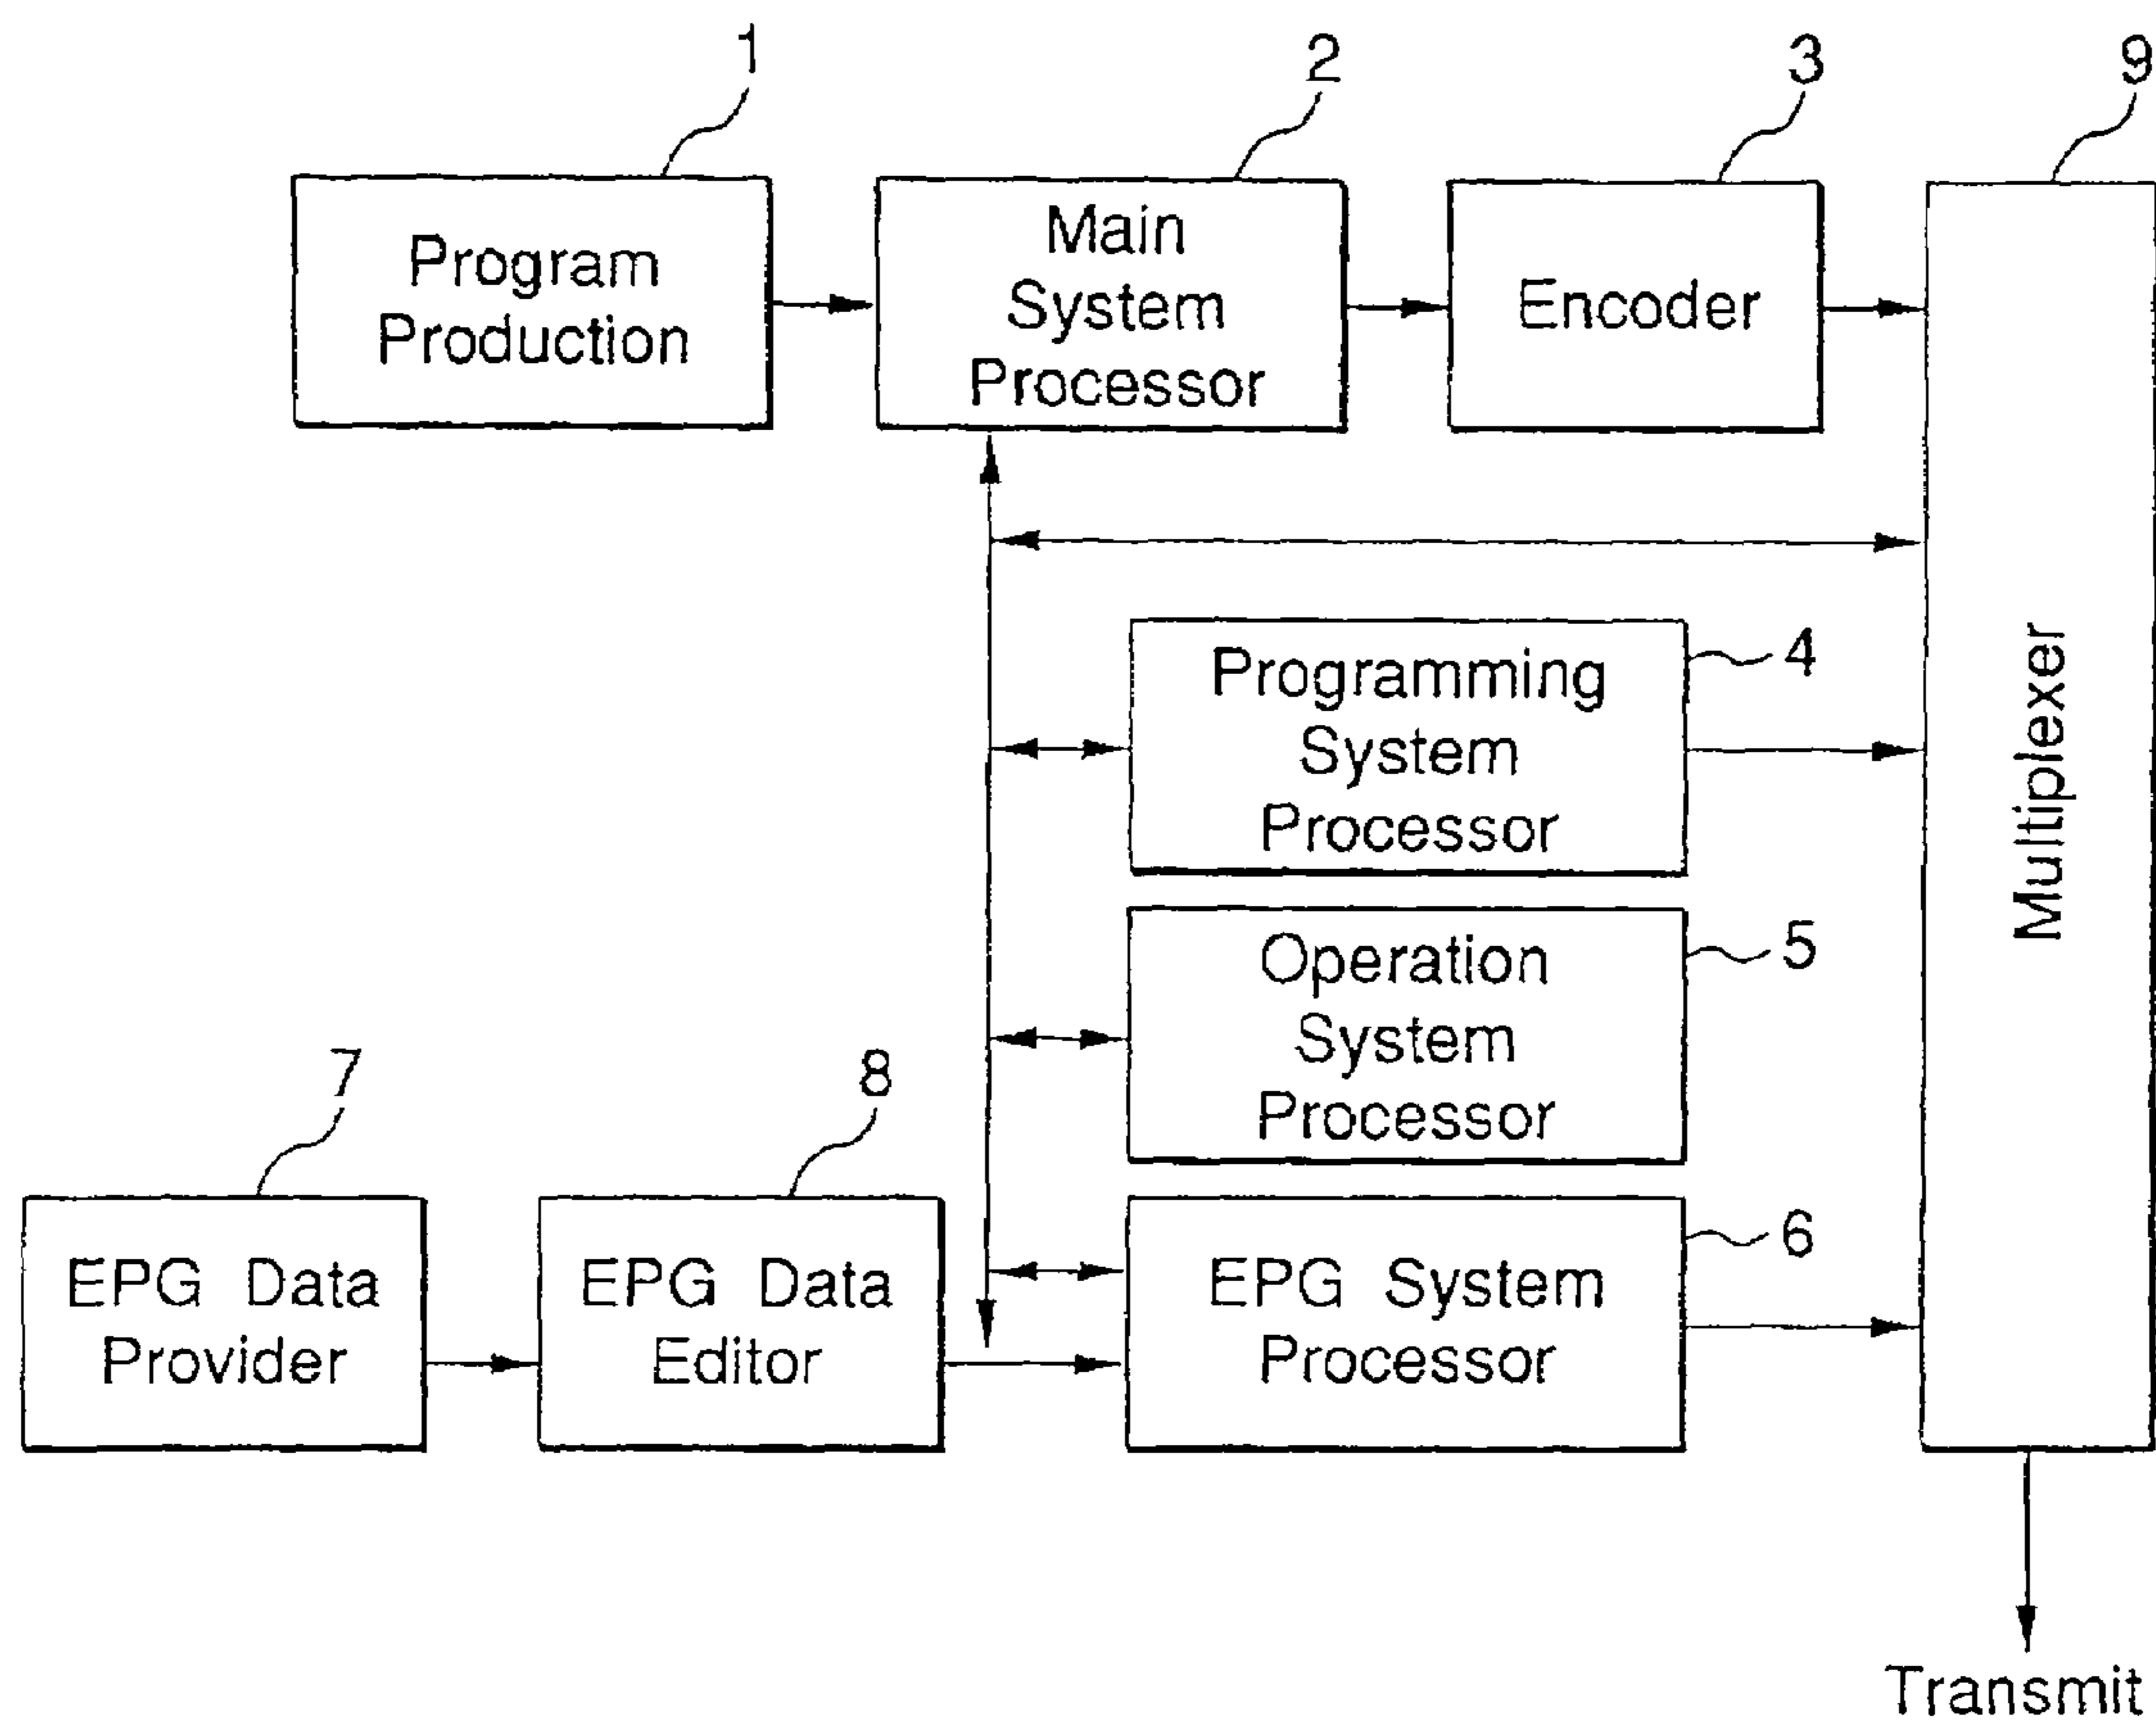 1
2
3
9
Program
Production
Main
System
Processor
Encoder
4
Programming
System
Processor
Multiplexer
5
Operation
System
Processor
7
8
6
EPG Data
Provider
EPG Data
Editor
EPG System
Processor
Transmit